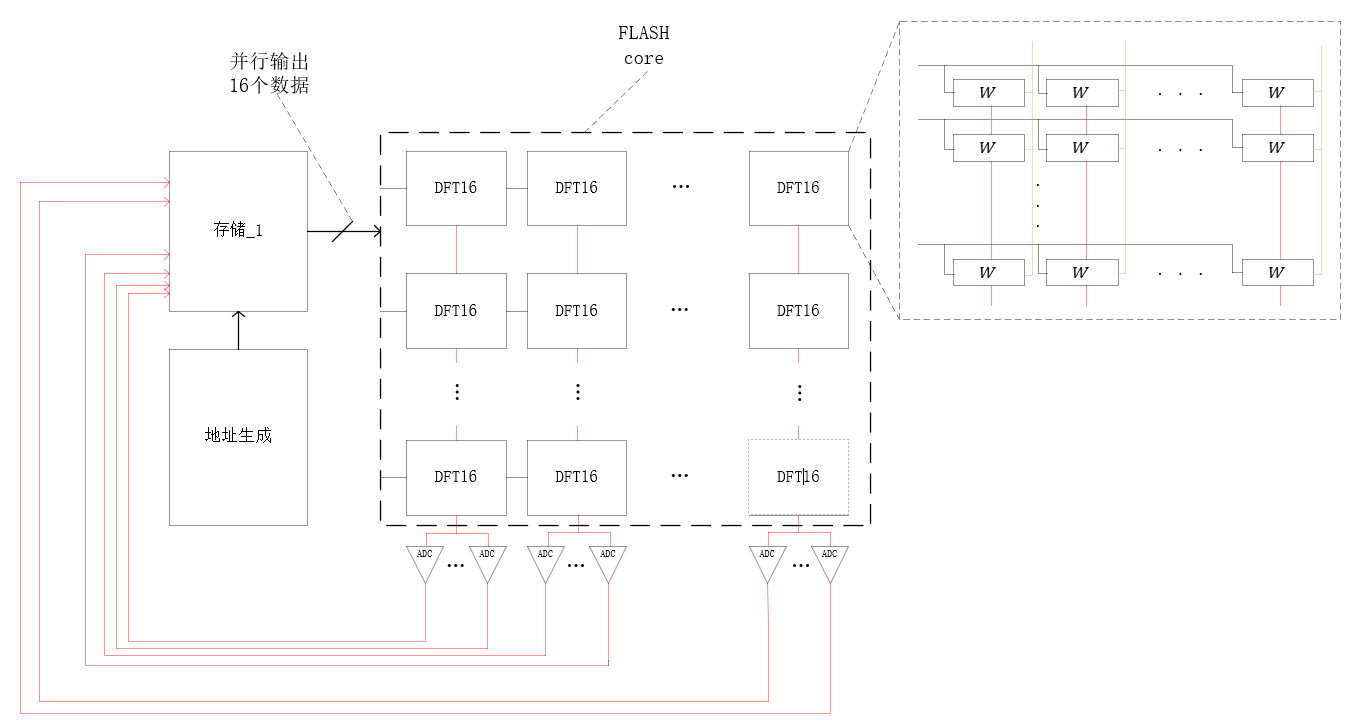 FLASH
core
并行输出
16个数据
W W . . . W
W W . . . W
.
.
.
W W . . . W
DFT16 DFT16 ... DFT16
存储_1
DFT16 DFT16 ... DFT16
⋮ ⋮ ⋮
地址生成
DFT16 DFT16 ... DFT16
ADC ... ADC ADC ... ADC ADC ... ADC